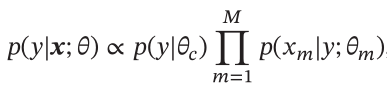 p(y|x; θ) ∝ p(y|θ_c) ∏_{m=1}^{M} p(x_m|y; θ_m),